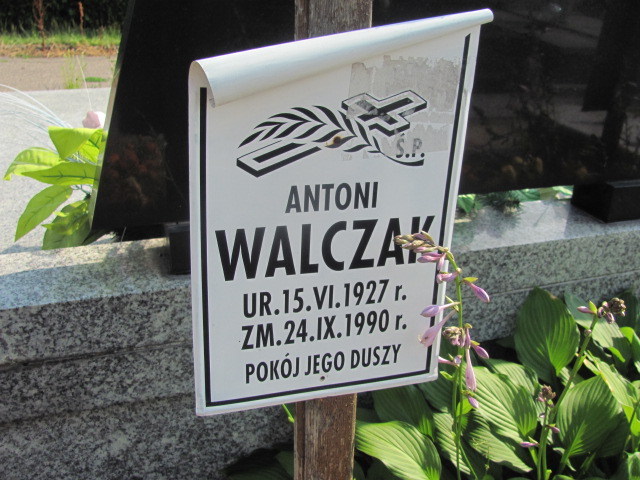 Ś.P.
ANTONI
WALCZAK
UR.15.VI.1927 r.
ZM.24.IX.1990 r.
POKÓJ JEGO DUSZY